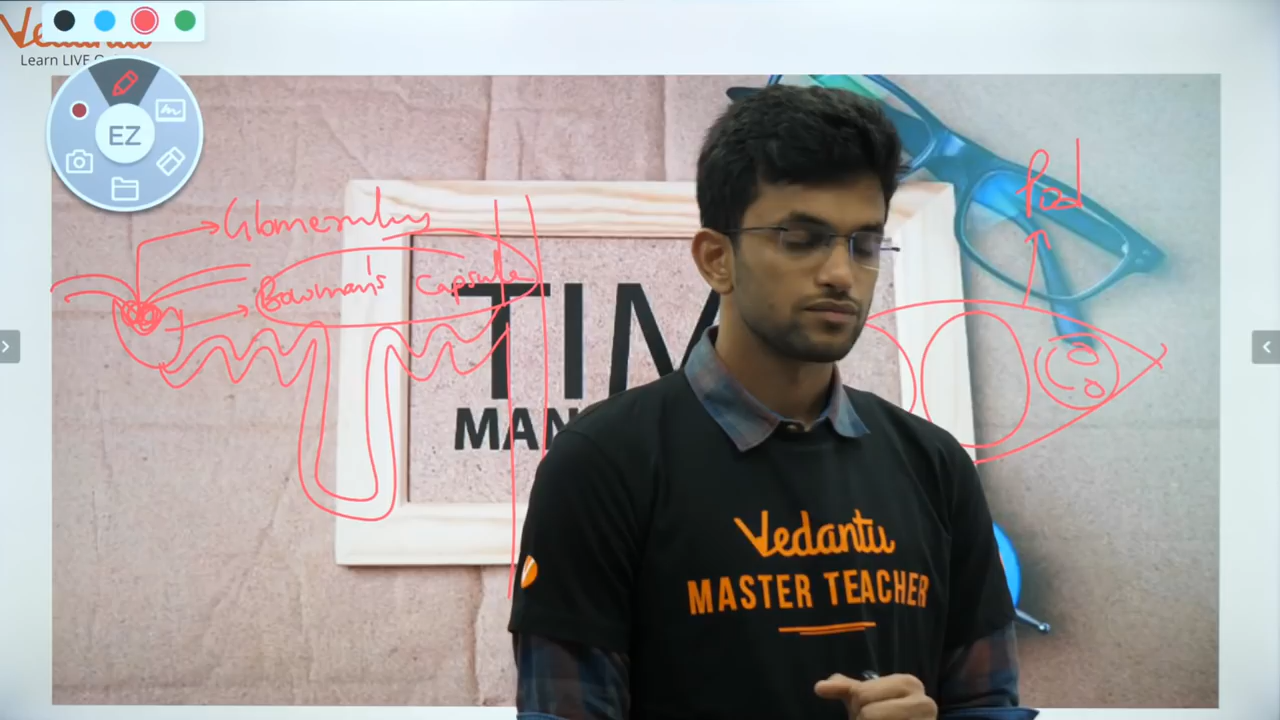 Vedantu
Learn LIVE O
EZ
Glomerulus
Bowman's Capsule
Pod
TIM
MAN
Vedantu
MASTER TEACHER